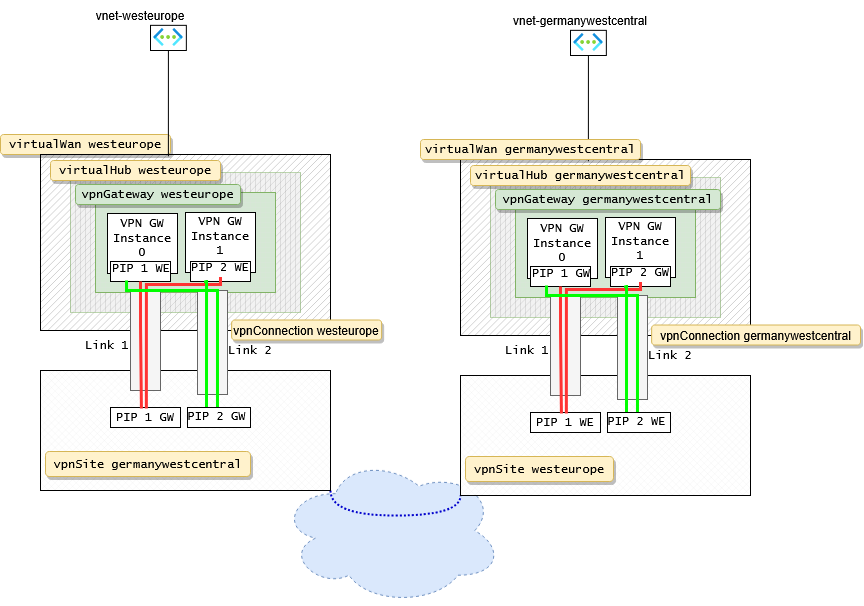 vnet-westeurope
virtualWan westeurope
virtualHub westeurope
vpnGateway westeurope
VPN GW
Instance
0
PIP 1 WE
VPN GW
Instance
1
PIP 2 WE
vpnConnection westeurope
Link 1
Link 2
PIP 1 GW
PIP 2 GW
vpnSite germanywestcentral
vnet-germanywestcentral
virtualWan germanywestcentral
virtualHub germanywestcentral
vpnGateway germanywestcentral
VPN GW
Instance
0
PIP 1 GW
VPN GW
Instance
1
PIP 2 GW
vpnConnection germanywestcentral
Link 1
Link 2
PIP 1 WE
PIP 2 WE
vpnSite westeurope